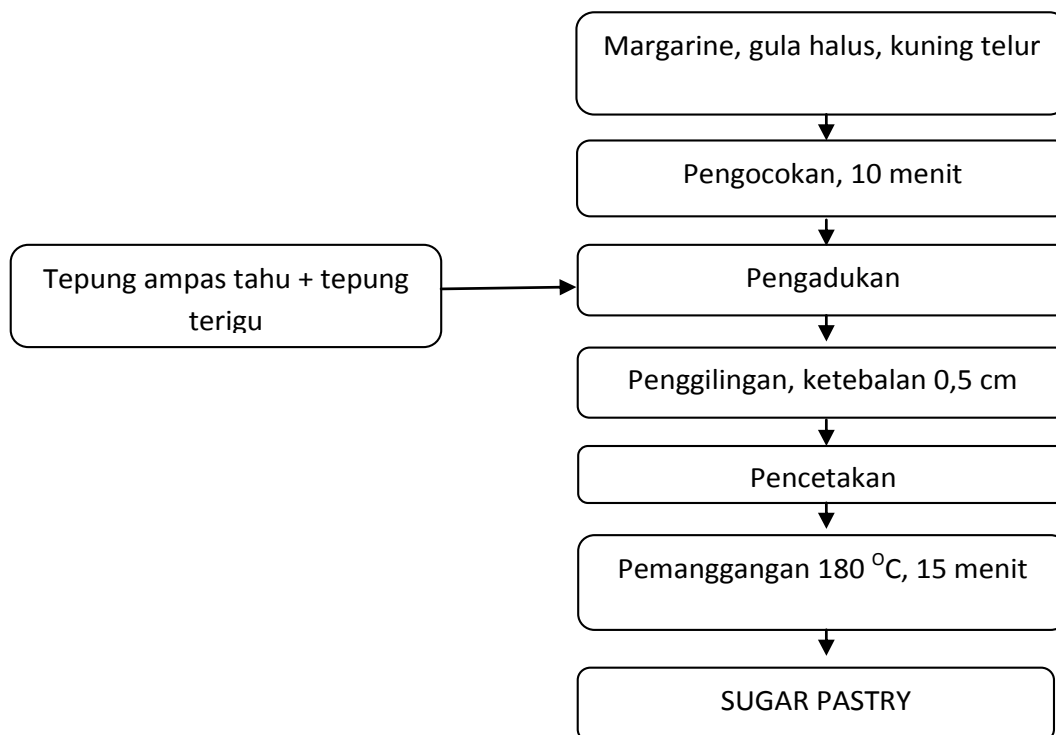 Margarine, gula halus, kuning telur
Pengocokan, 10 menit
Tepung ampas tahu + tepung
terigu
Pengadukan
Penggilingan, ketebalan 0,5 cm
Pencetakan
Pemanggangan 180 ᴼC, 15 menit
SUGAR PASTRY